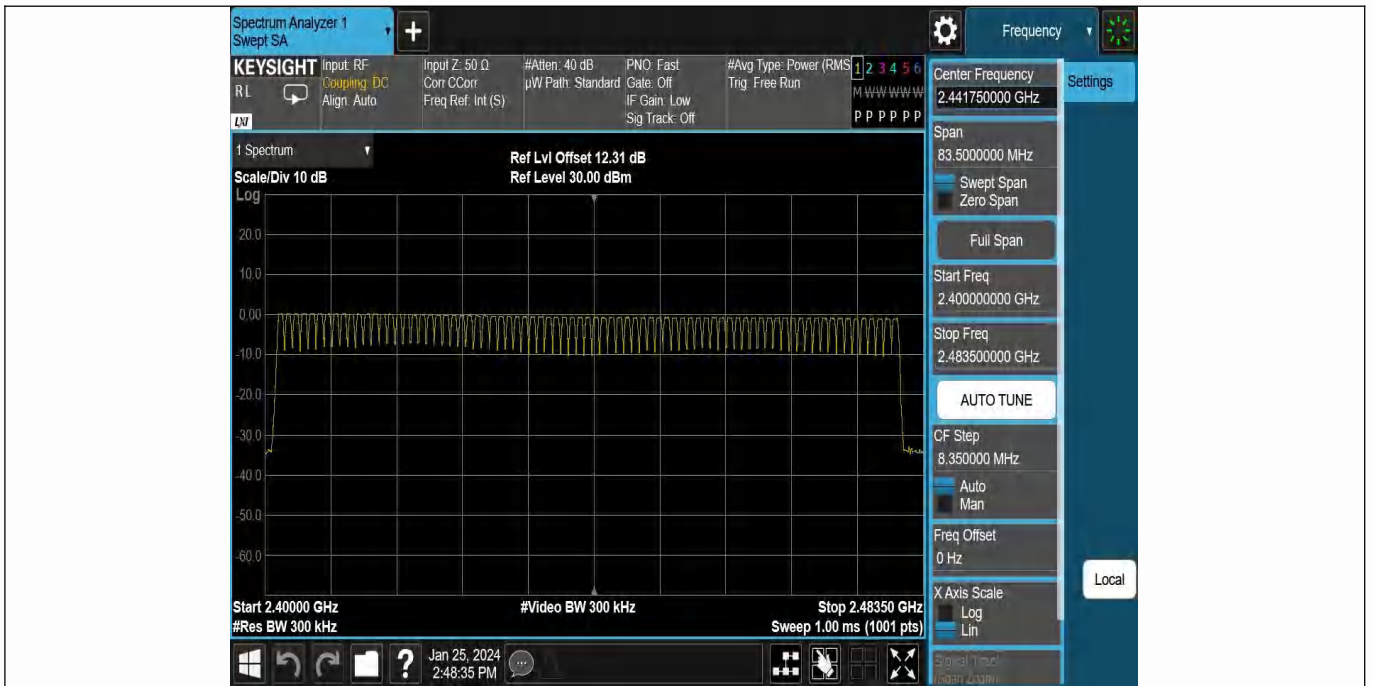 Spectrum Analyzer 1
Swept SA
Frequency
KEYSIGHT
RL
LXI
Input: RF
Coupling: DC
Align: Auto
Input Z: 50 Ω
Corr CCorr
Freq Ref: Int (S)
#Atten: 40 dB
µW Path: Standard
PNO: Fast
Gate: Off
IF Gain: Low
Sig Track: Off
#Avg Type: Power (RMS
Trig: Free Run
1 2 3 4 5 6
M W W W W W
P P P P P P
1 Spectrum
Scale/Div 10 dB
Log
Ref Lvl Offset 12.31 dB
Ref Level 30.00 dBm
20.0
10.0
0.00
-10.0
-20.0
-30.0
-40.0
-50.0
-60.0
Start 2.40000 GHz
#Res BW 300 kHz
#Video BW 300 kHz
Stop 2.48350 GHz
Sweep 1.00 ms (1001 pts)
Center Frequency
2.441750000 GHz
Settings
Span
83.5000000 MHz
Swept Span
Zero Span
Full Span
Start Freq
2.400000000 GHz
Stop Freq
2.483500000 GHz
AUTO TUNE
CF Step
8.350000 MHz
Auto
Man
Freq Offset
0 Hz
X Axis Scale
Log
Lin
Signal Track
(Span Zoom)
Local
?
Jan 25, 2024
2:48:35 PM